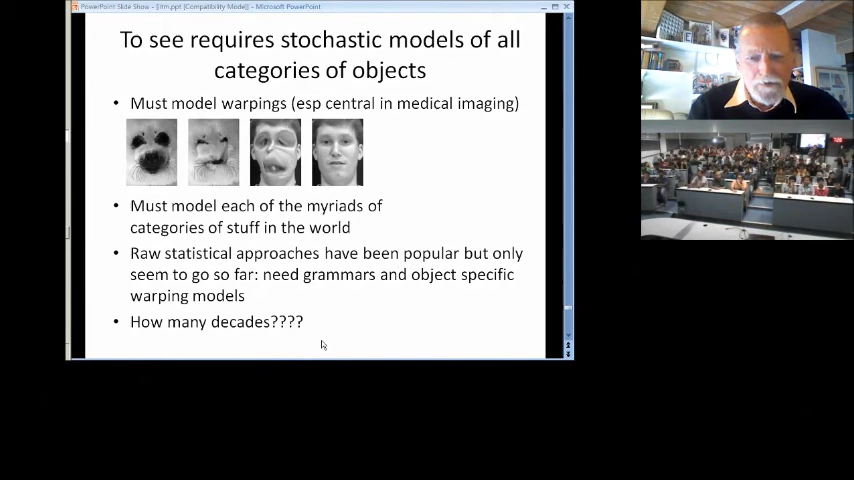 PowerPoint Slide Show - [itm.ppt [Compatibility Mode]] - Microsoft PowerPoint
To see requires stochastic models of all
categories of objects
• Must model warpings (esp central in medical imaging)
• Must model each of the myriads of
categories of stuff in the world
• Raw statistical approaches have been popular but only
seem to go so far: need grammars and object specific
warping models
• How many decades????